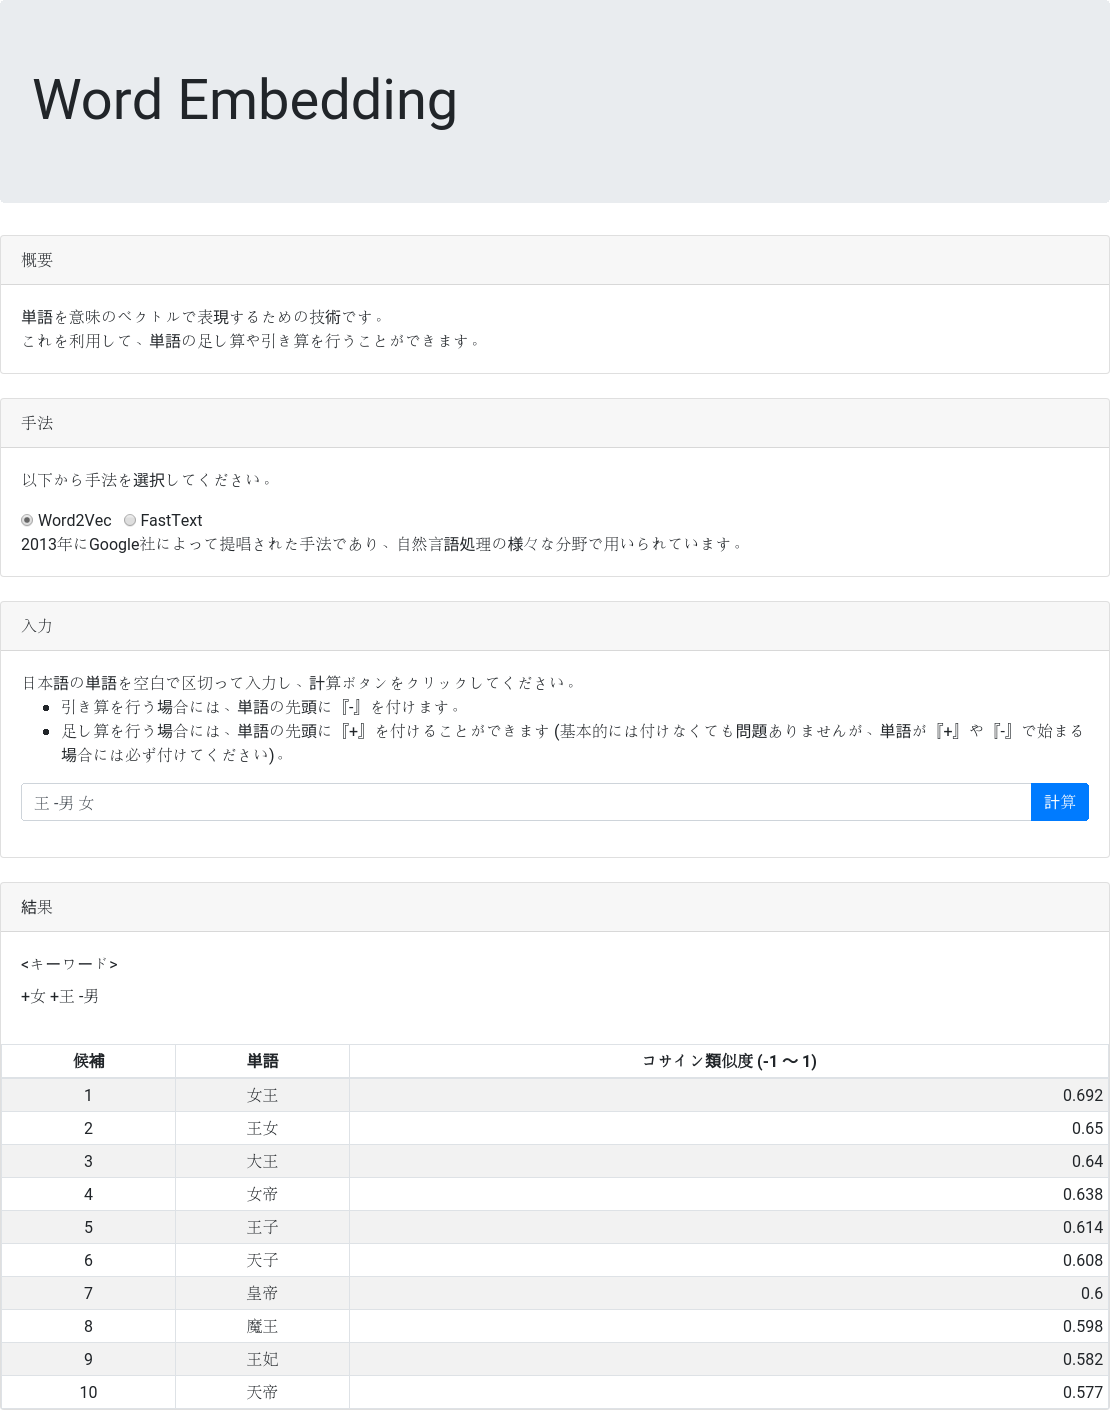 Word Embedding
概要
単語を意味のベクトルで表現するための技術です。
これを利用して、単語の足し算や引き算を行うことができます。
手法
以下から手法を選択してください。
Word2Vec FastText
2013年にGoogle社によって提唱された手法であり、自然言語処理の様々な分野で用いられています。
入力
日本語の単語を空白で区切って入力し、計算ボタンをクリックしてください。
引き算を行う場合には、単語の先頭に『-』を付けます。
足し算を行う場合には、単語の先頭に『+』を付けることができます (基本的には付けなくても問題ありませんが、単語が『+』や『-』で始まる
場合には必ず付けてください)。
王 -男 女 計算
結果
<キーワード>
+女 +王 -男
候補 単語 コサイン類似度 (-1 〜 1)
1 女王 0.692
2 王女 0.65
3 大王 0.64
4 女帝 0.638
5 王子 0.614
6 天子 0.608
7 皇帝 0.6
8 魔王 0.598
9 王妃 0.582
10 天帝 0.577